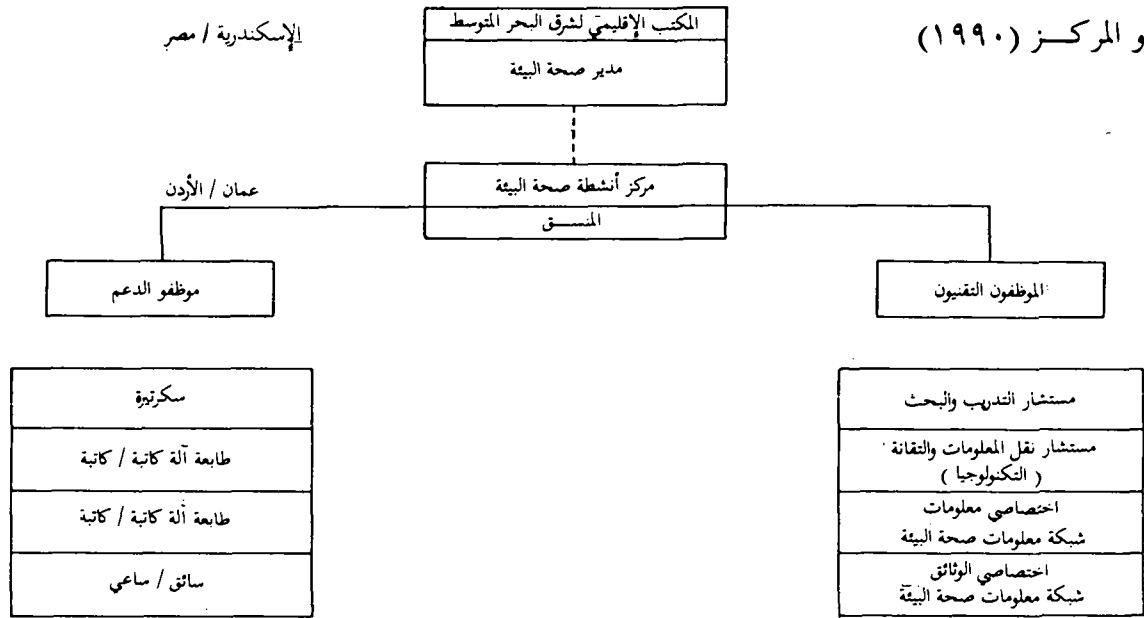 و المركـــز (١٩٩٠)
المكتب الإقليمي لشرق البحر المتوسط
الإسكندرية / مصر
مدير صحة البيئة
مركز أنشطة صحة البيئة
عمان / الأردن
المنســـق
الموظفون التقنيون
موظفو الدعم
مستشار التدريب والبحث
مستشار نقل المعلومات والتقانة
( التكنولوجيا )
اختصاصي معلومات
شبكة معلومات صحة البيئة
اختصاصي الوثائق
شبكة معلومات صحة البيئة
سكرتيرة
طابعة آلة كاتبة / كاتبة
طابعة آلة كاتبة / كاتبة
سائق / ساعي